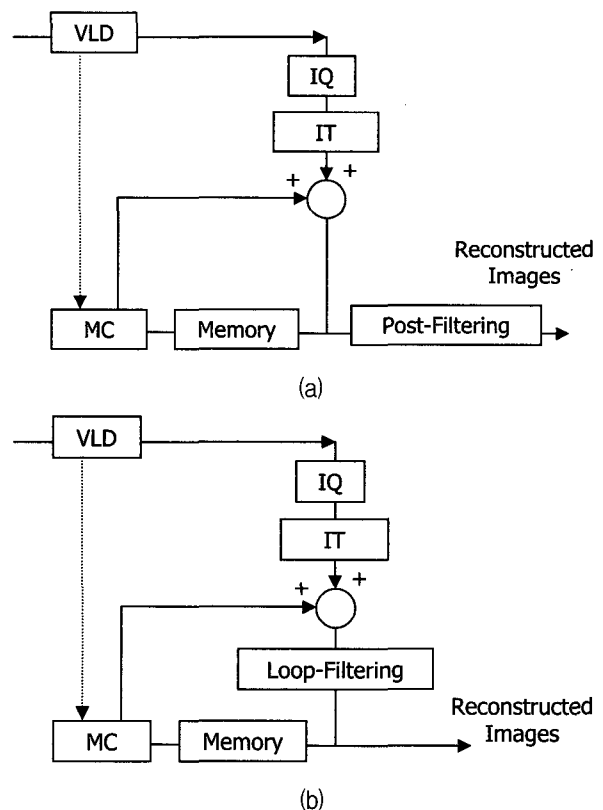 VLD
IQ
IT
+ +
Reconstructed
Images
MC
Memory
Post-Filtering
(a)
VLD
IQ
IT
+ +
Loop-Filtering
Reconstructed
Images
MC
Memory
(b)